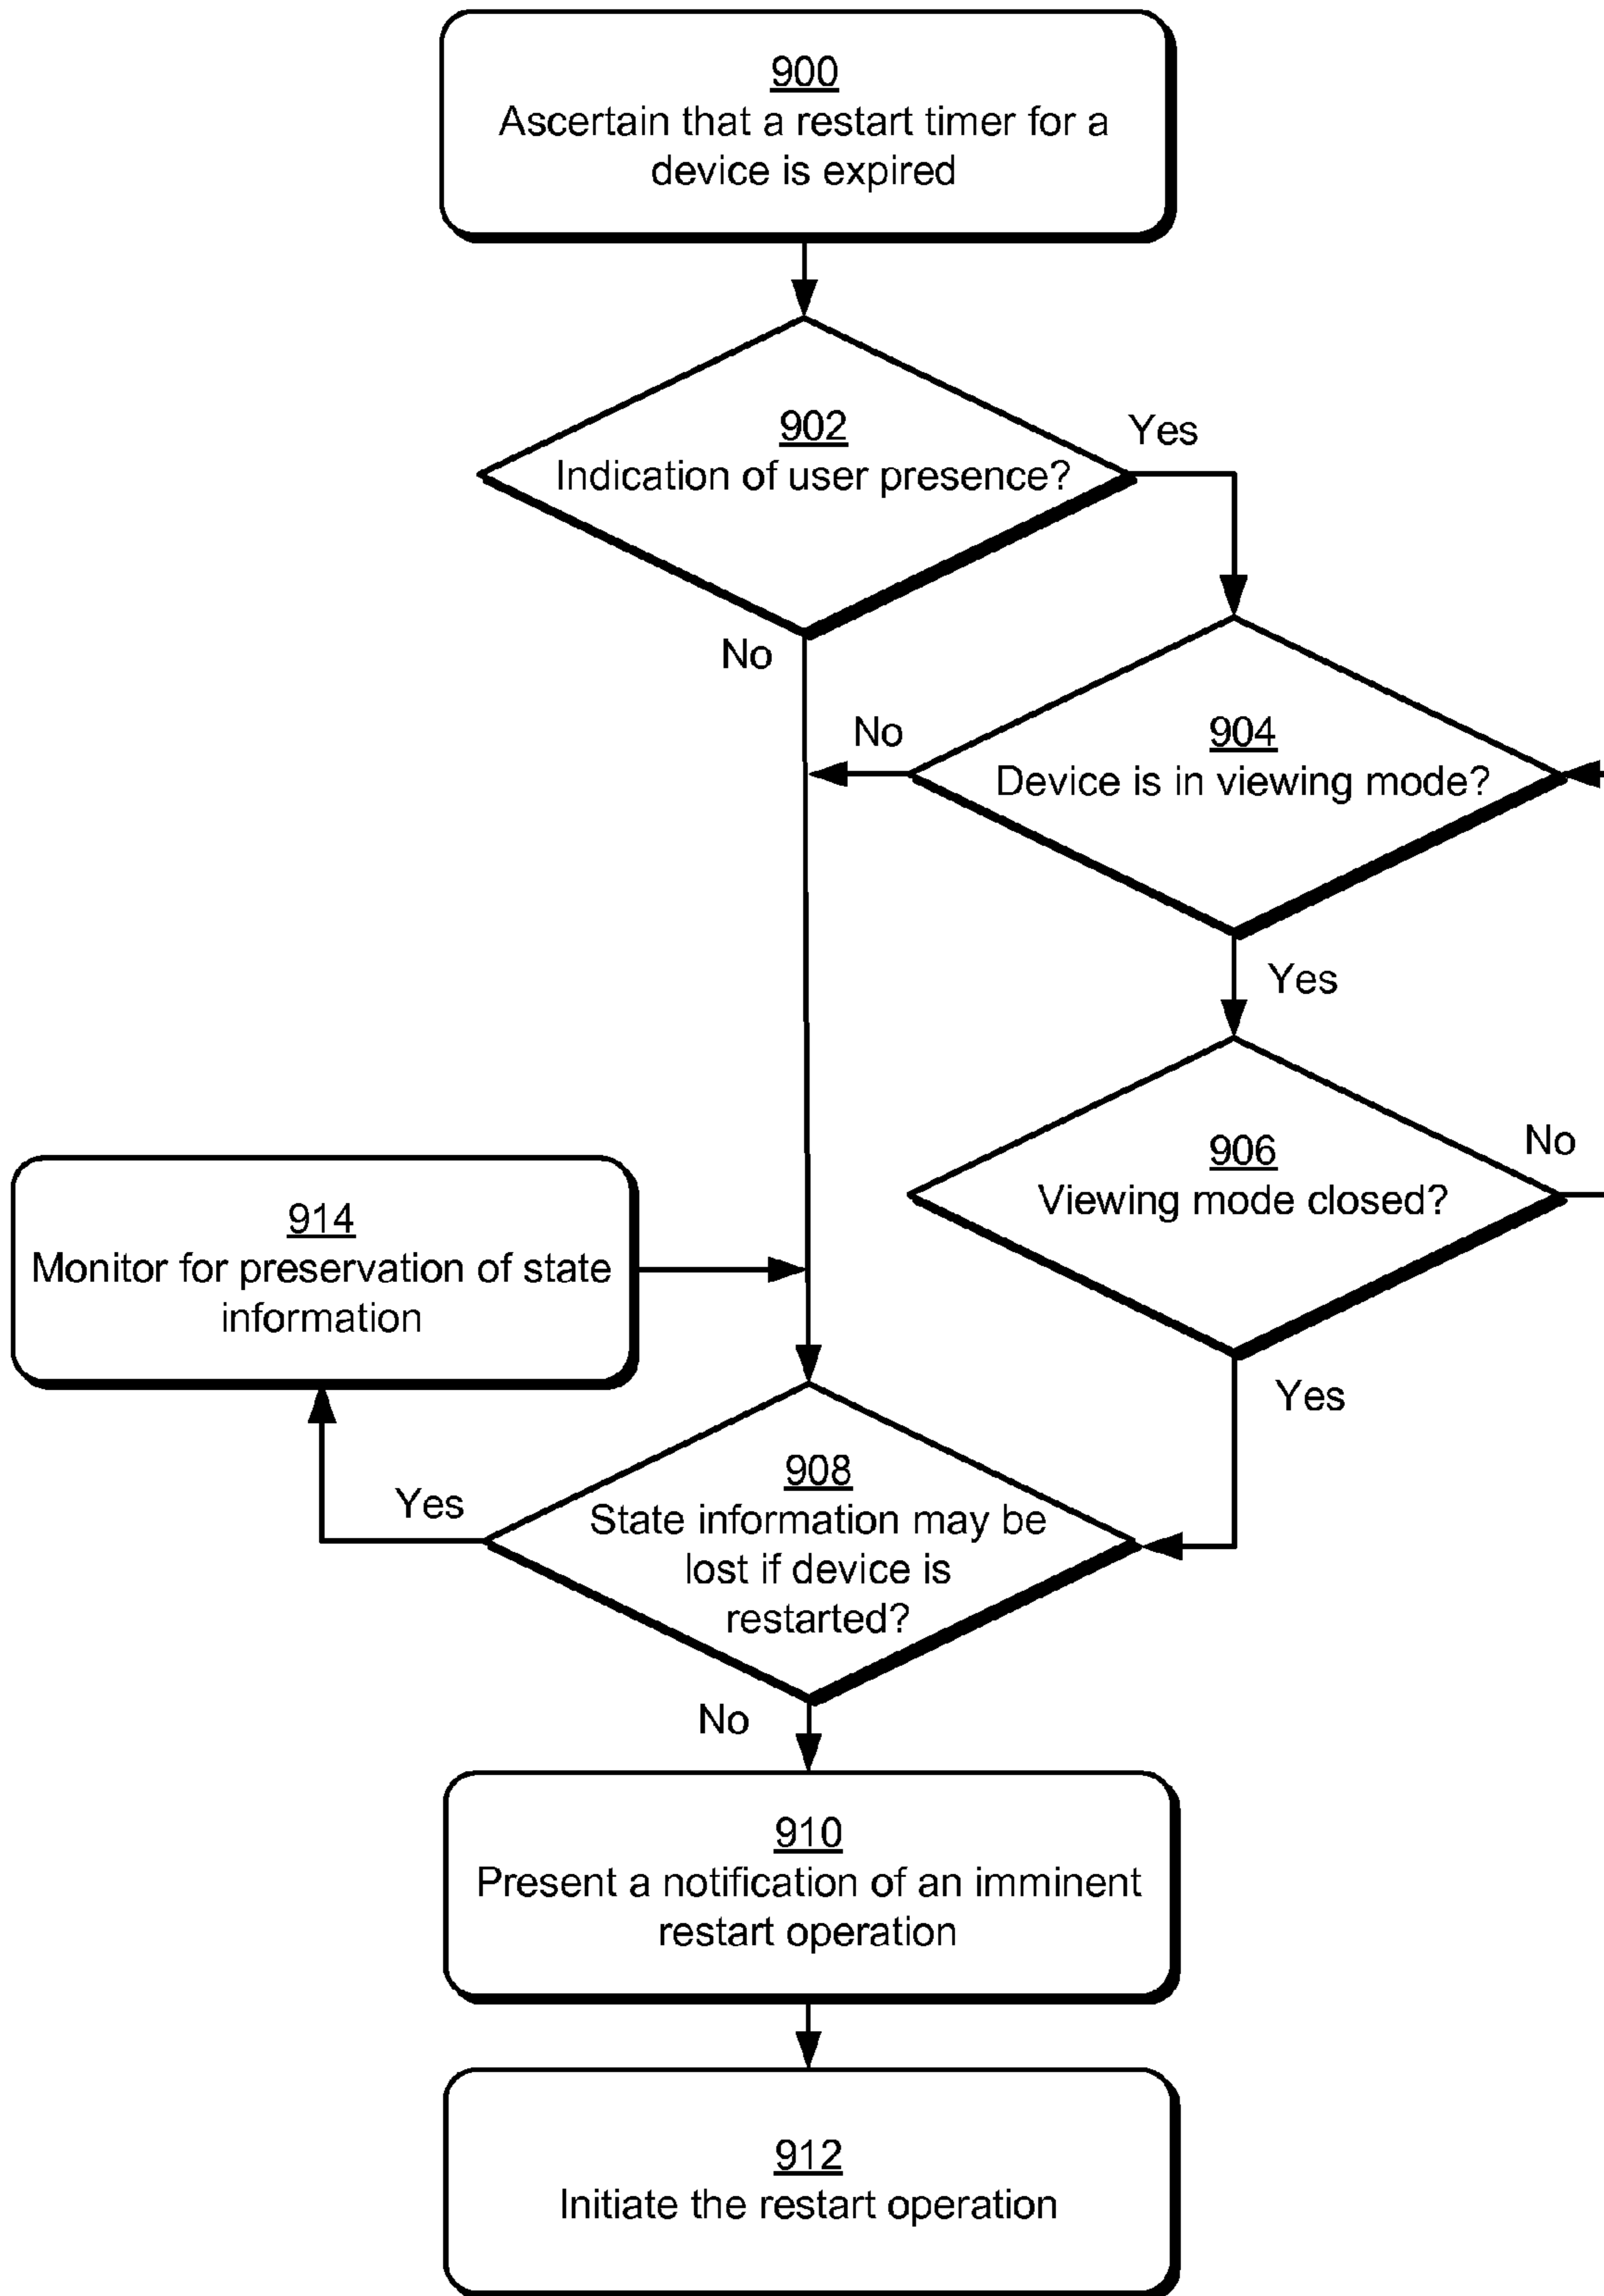 900
Ascertain that a restart timer for a
device is expired
902
Indication of user presence?
Yes
No
904
Device is in viewing mode?
No
Yes
906
Viewing mode closed?
No
Yes
914
Monitor for preservation of state
information
908
State information may be
lost if device is
restarted?
Yes
No
910
Present a notification of an imminent
restart operation
912
Initiate the restart operation